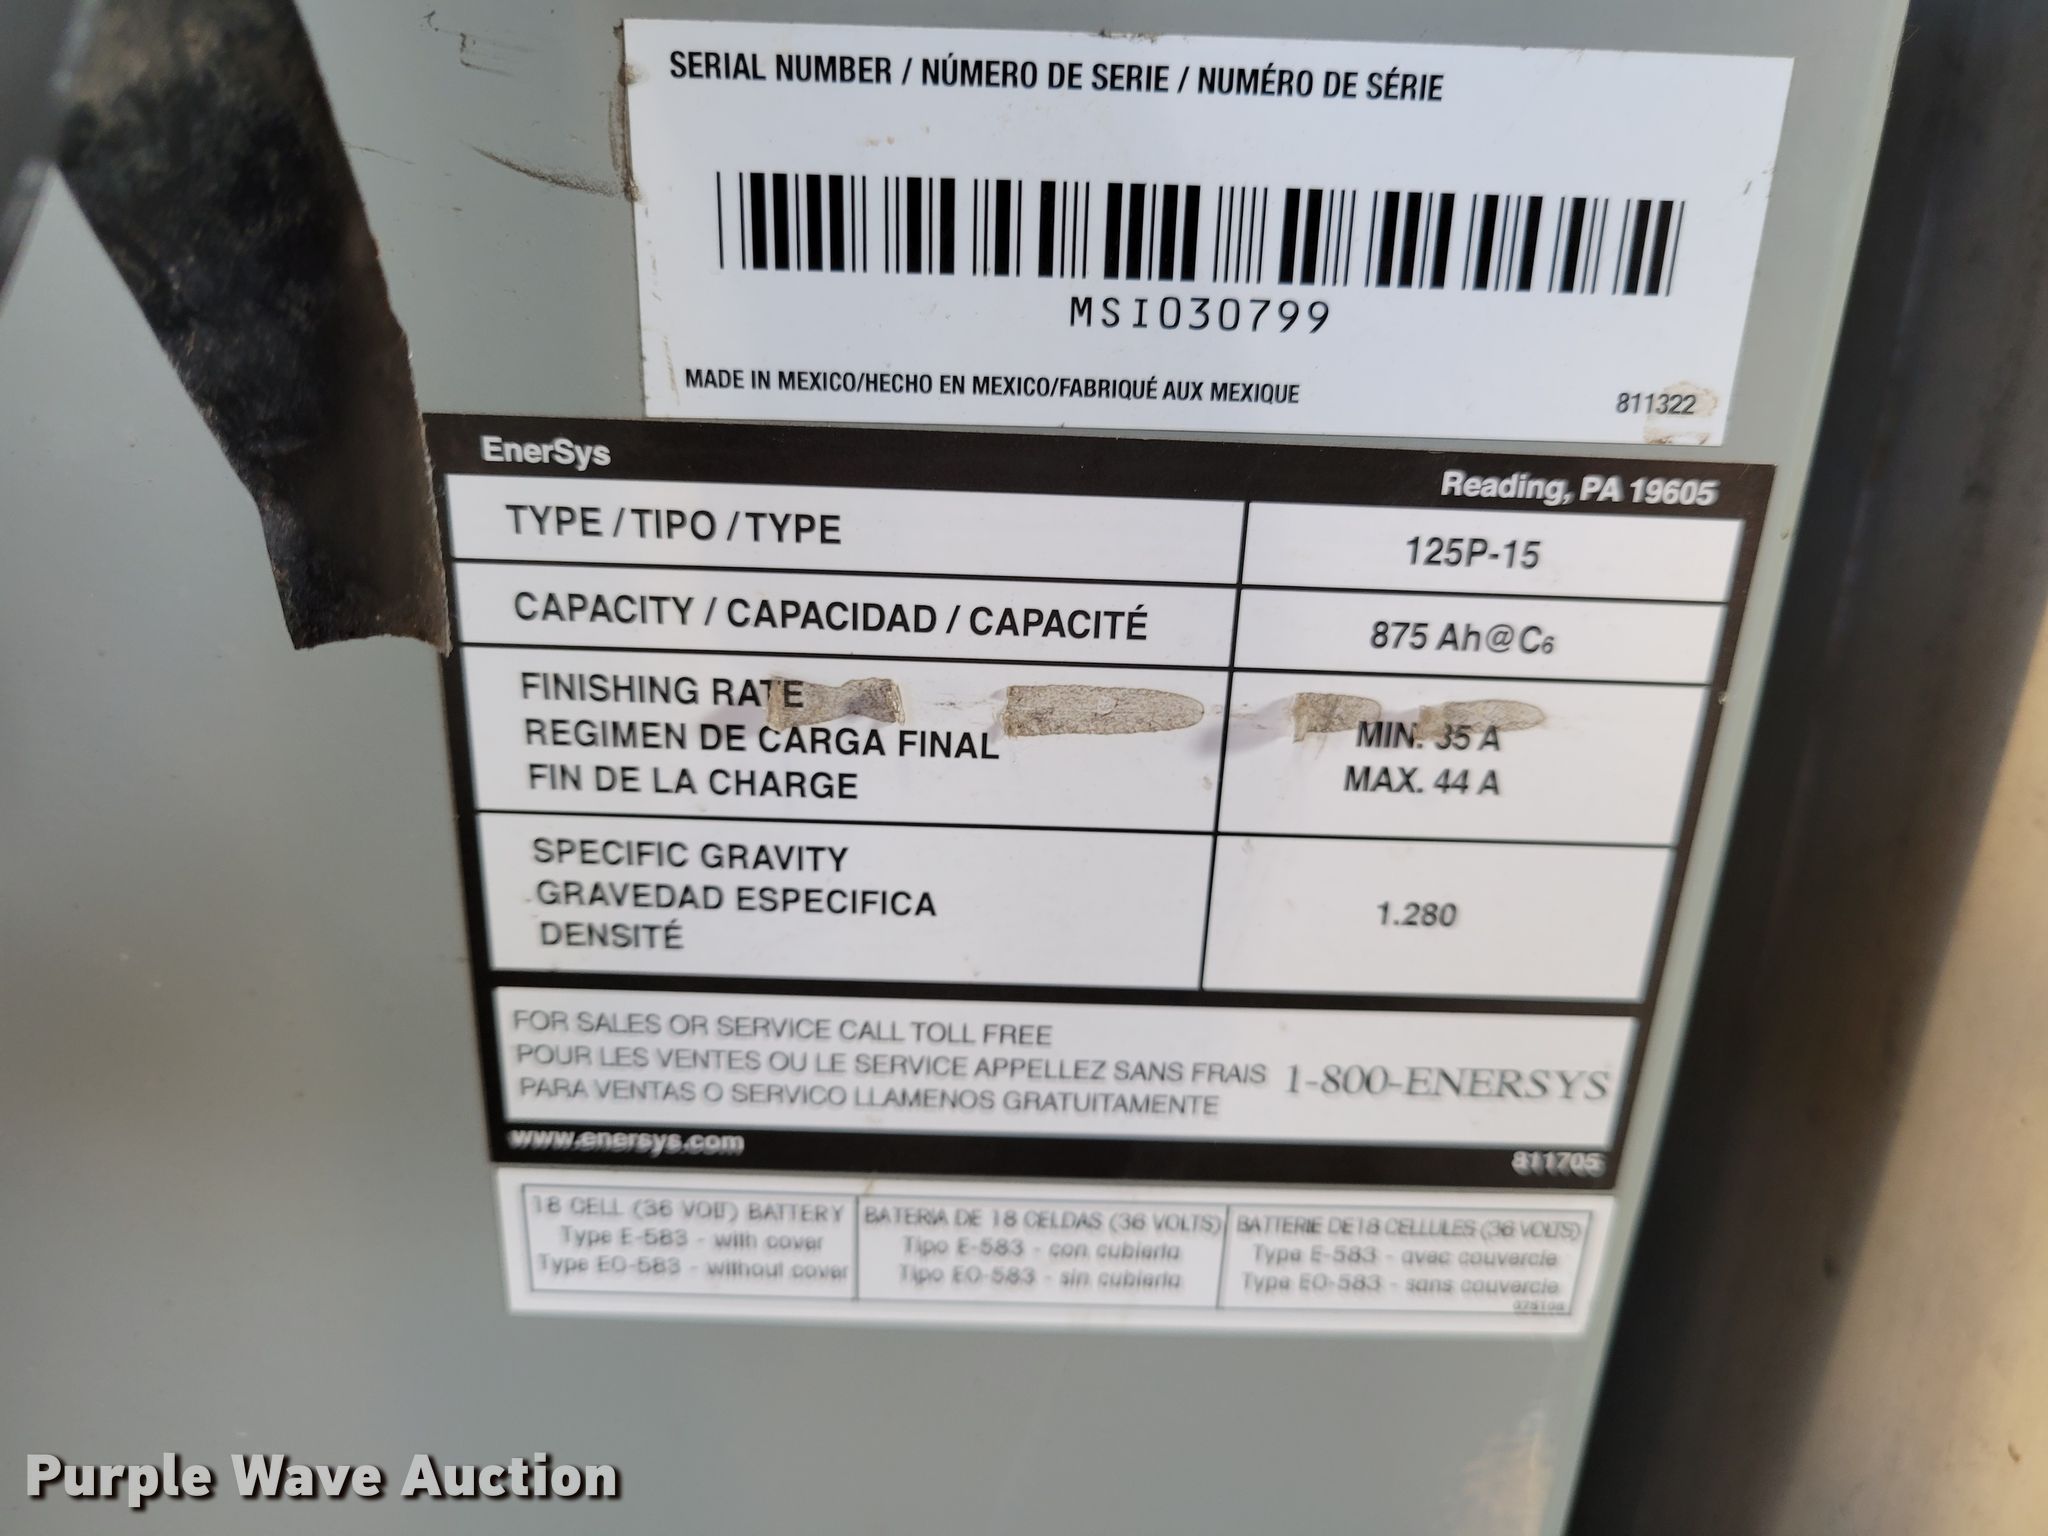 SERIAL NUMBER / NÚMERO DE SERIE / NUMÉRO DE SÉRIE
MSI030799
MADE IN MEXICO/HECHO EN MEXICO/FABRIQUÉ AUX MEXIQUE
811322
EnerSys
Reading, PA 19605
TYPE / TIPO / TYPE
125P-15
CAPACITY / CAPACIDAD / CAPACITÉ
875 Ah@C6
FINISHING RATE
REGIMEN DE CARGA FINAL
FIN DE LA CHARGE
MIN. 35 A
MAX. 44 A
SPECIFIC GRAVITY
GRAVEDAD ESPECIFICA
DENSITÉ
1.280
FOR SALES OR SERVICE CALL TOLL FREE
POUR LES VENTES OU LE SERVICE APPELLEZ SANS FRAIS
PARA VENTAS O SERVICO LLAMENOS GRATUITAMENTE
1-800-ENERSYS
www.enersys.com
811705
18 CELL (36 VOLT) BATTERY
Type E-583 - with cover
Type EO-583 - without cover
BATERIA DE 18 CELDAS (36 VOLTS)
Tipo E-583 - con cubierta
Tipo EO-583 - sin cubierta
BATTERIE DE 18 CELLULES (36 VOLTS)
Type E-583 - avec couvercle
Type EO-583 - sans couvercle
Purple Wave Auction